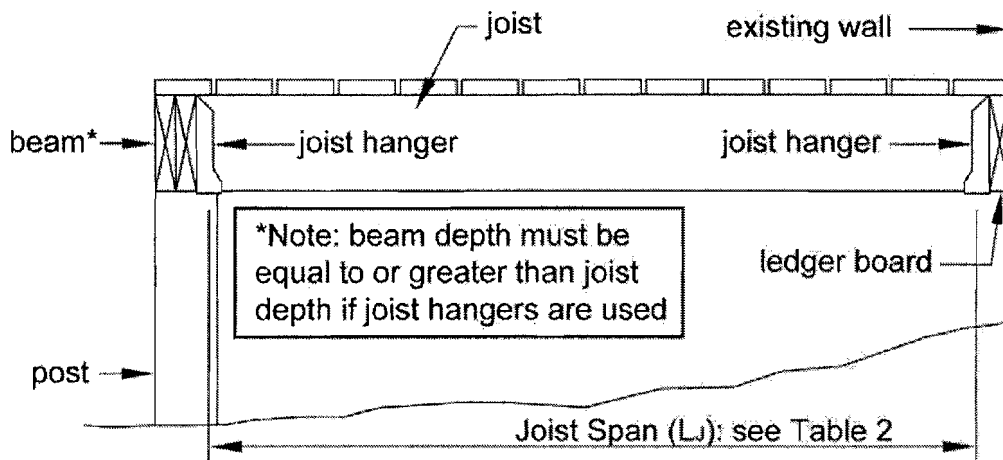 joist
existing wall
beam*
joist hanger
joist hanger
*Note: beam depth must be
equal to or greater than joist
depth if joist hangers are used
ledger board
post
Joist Span (LJ): see Table 2